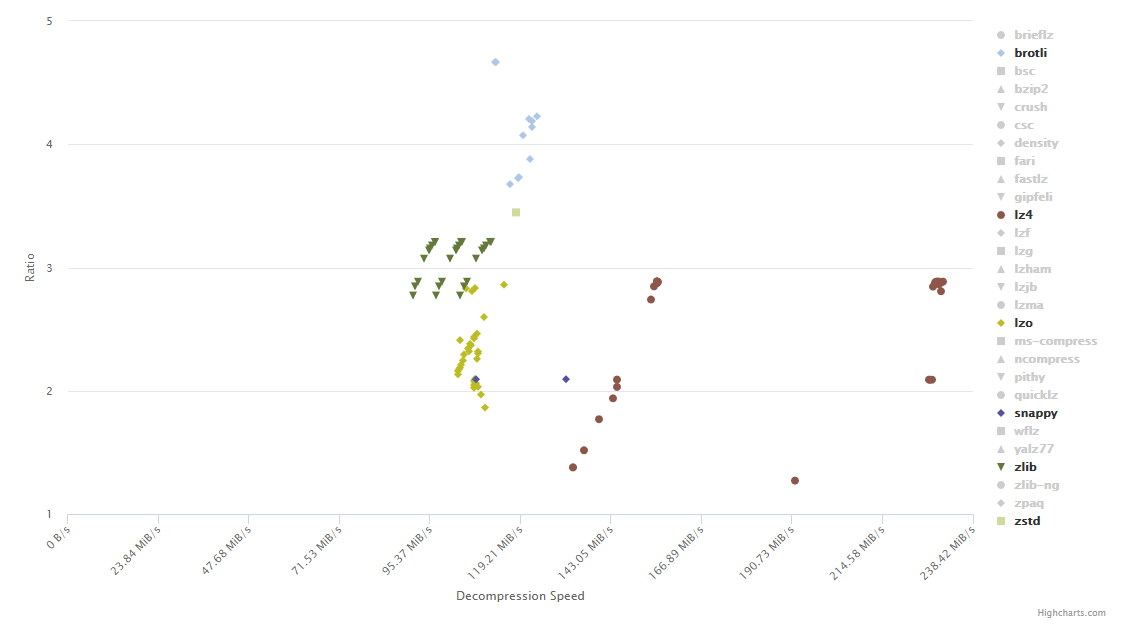 5
4
3
2
1
Ratio
0 B/s
23.84 MiB/s
47.68 MiB/s
71.53 MiB/s
95.37 MiB/s
119.21 MiB/s
143.05 MiB/s
166.89 MiB/s
190.73 MiB/s
214.58 MiB/s
238.42 MiB/s
Decompression Speed
brieflz
brotli
bsc
bzip2
crush
csc
density
fari
fastlz
gipfeli
lz4
lzf
lzg
lzham
lzjb
lzma
lzo
ms-compress
ncompress
pithy
quicklz
snappy
wflz
yalz77
zlib
zlib-ng
zpaq
zstd
Highcharts.com